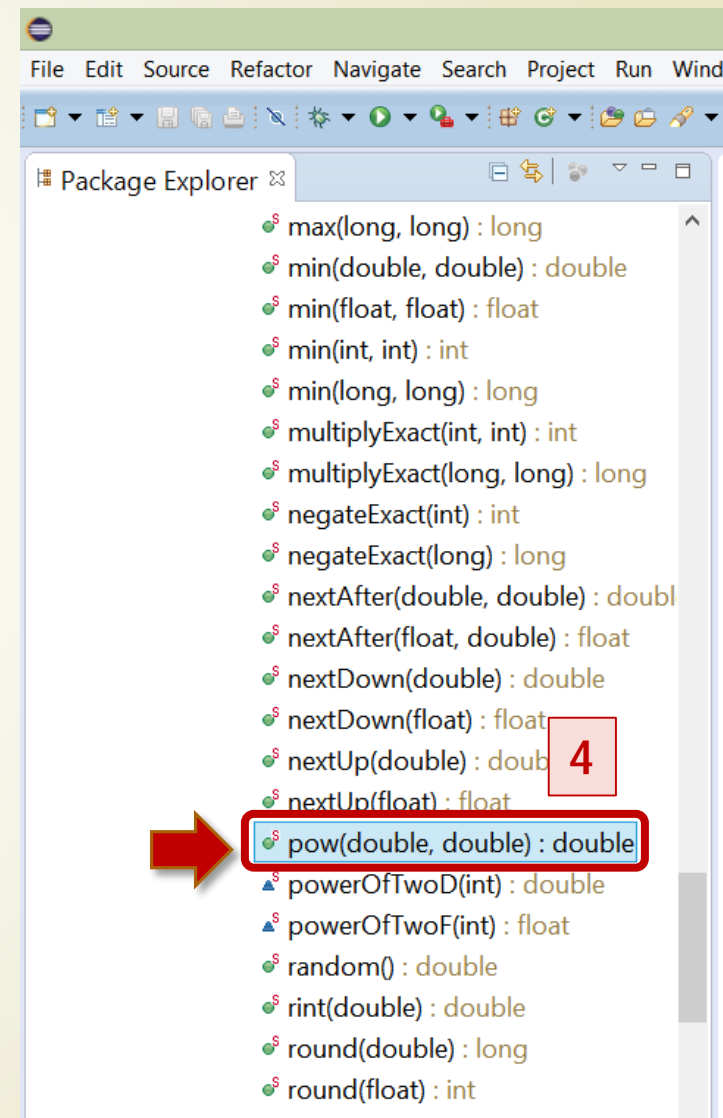 File Edit Source Refactor Navigate Search Project Run Wind
Package Explorer
max(long, long) : long
min(double, double) : double
min(float, float) : float
min(int, int) : int
min(long, long) : long
multiplyExact(int, int) : int
multiplyExact(long, long) : long
negateExact(int) : int
negateExact(long) : long
nextAfter(double, double) : doubl
nextAfter(float, double) : float
nextDown(double) : double
nextDown(float) : float
nextUp(double) : doub
4
nextUp(float) : float
pow(double, double) : double
powerOfTwoD(int) : double
powerOfTwoF(int) : float
random() : double
rint(double) : double
round(double) : long
round(float) : int